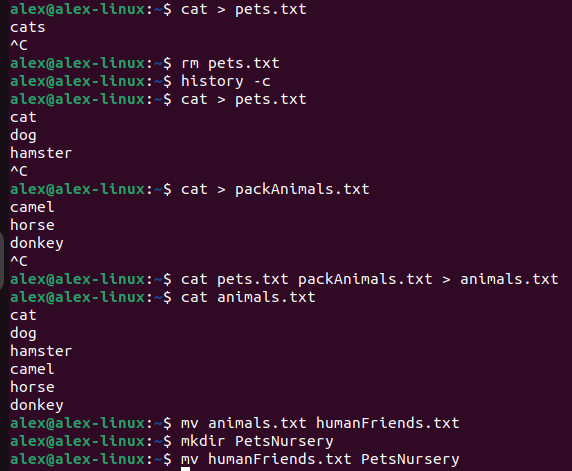 alex@alex-linux:~$ cat > pets.txt
cats
^C
alex@alex-linux:~$ rm pets.txt
alex@alex-linux:~$ history -c
alex@alex-linux:~$ cat > pets.txt
cat
dog
hamster
^C
alex@alex-linux:~$ cat > packAnimals.txt
camel
horse
donkey
^C
alex@alex-linux:~$ cat pets.txt packAnimals.txt > animals.txt
alex@alex-linux:~$ cat animals.txt
cat
dog
hamster
camel
horse
donkey
alex@alex-linux:~$ mv animals.txt humanFriends.txt
alex@alex-linux:~$ mkdir PetsNursery
alex@alex-linux:~$ mv humanFriends.txt PetsNursery